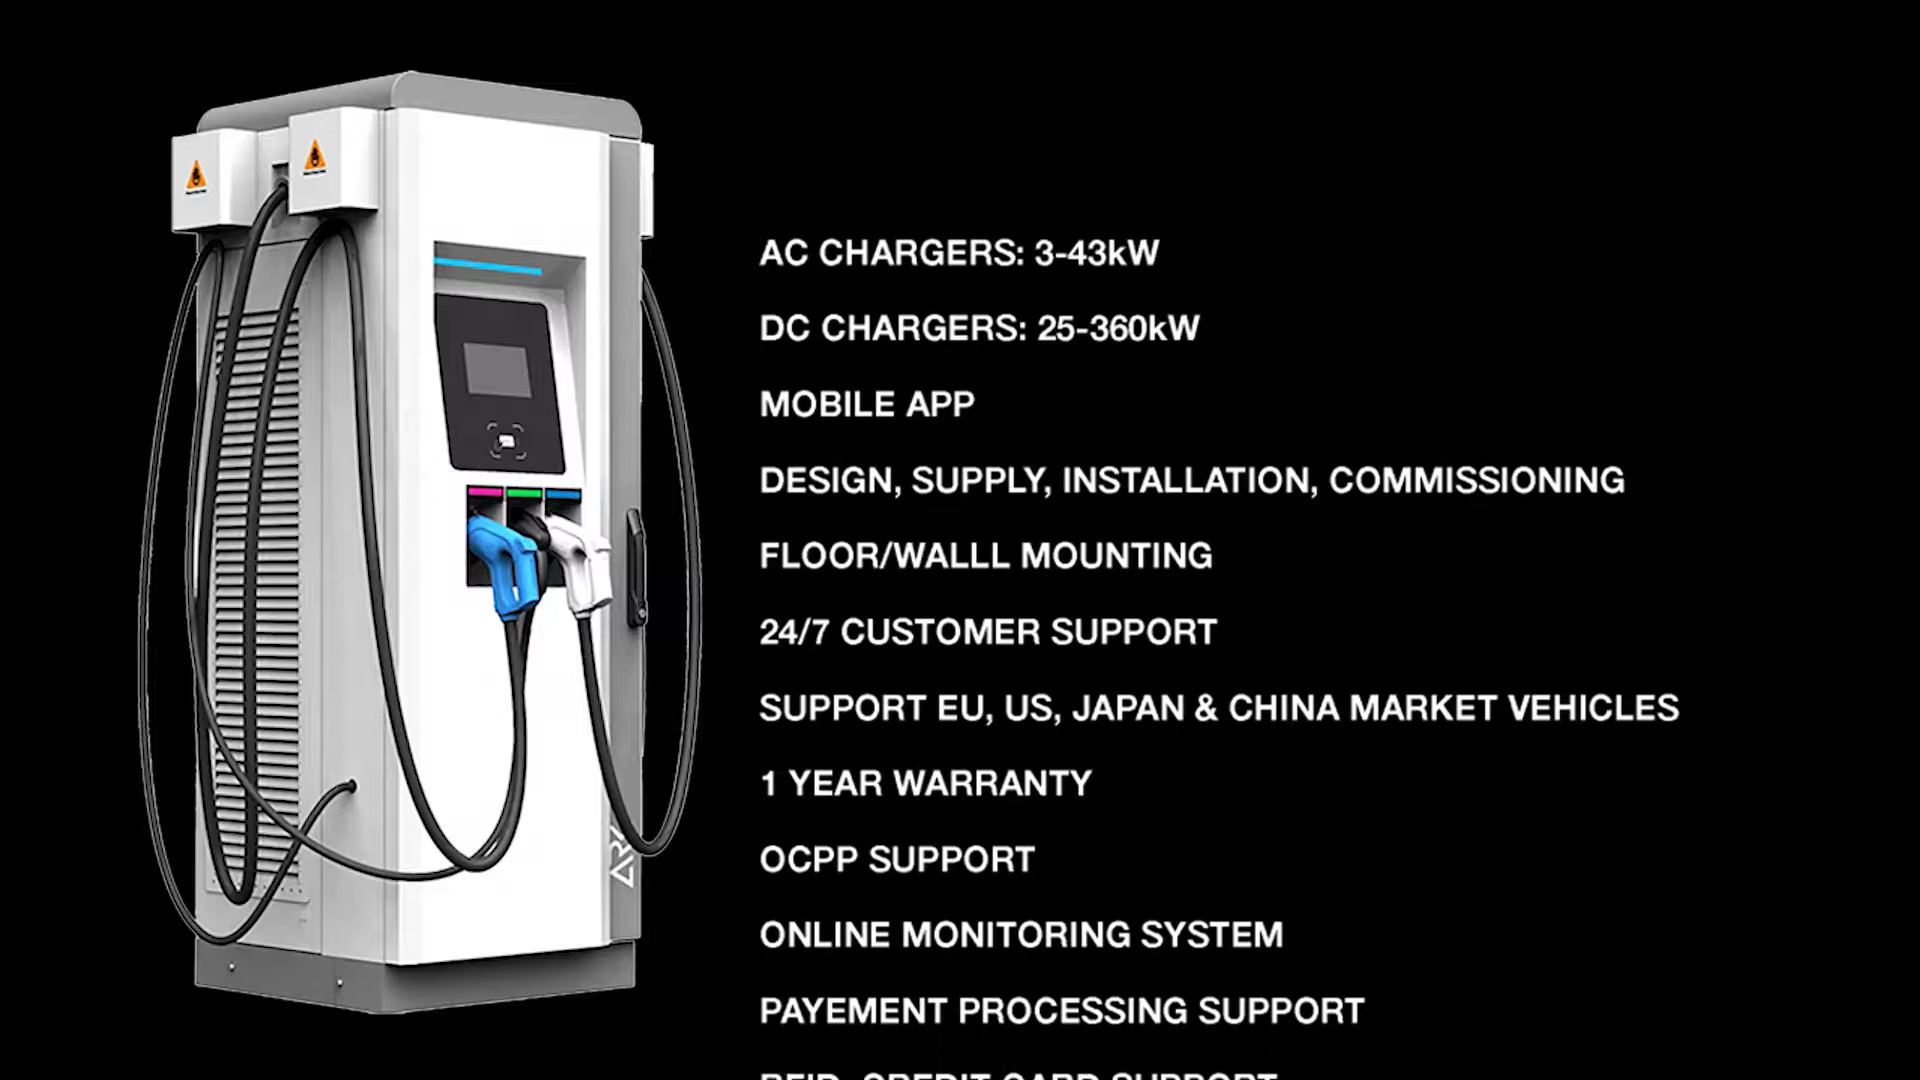 AC CHARGERS: 3-43kW
DC CHARGERS: 25-360kW
MOBILE APP
DESIGN, SUPPLY, INSTALLATION, COMMISSIONING
FLOOR/WALLL MOUNTING
24/7 CUSTOMER SUPPORT
SUPPORT EU, US, JAPAN & CHINA MARKET VEHICLES
1 YEAR WARRANTY
OCPP SUPPORT
ONLINE MONITORING SYSTEM
PAYEMENT PROCESSING SUPPORT